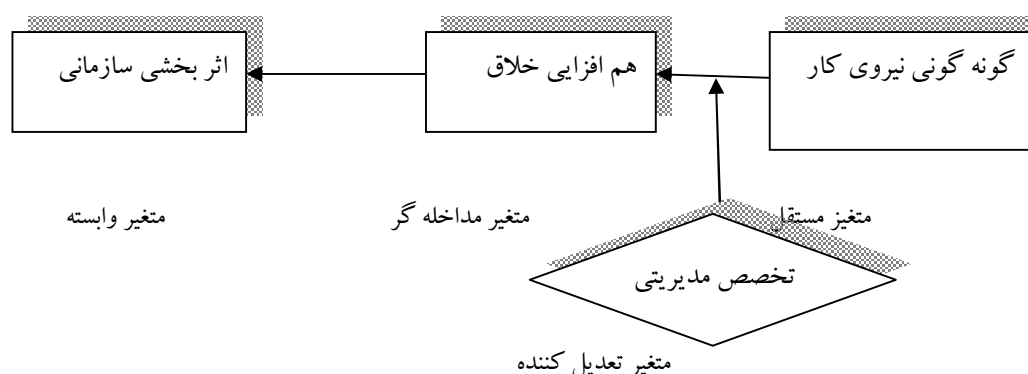 گونه گونی نیروی کار
هم افزایی خلاق
اثر بخشی سازمانی
متغیز مستقل
متغیر مداخله گر
متغیر وابسته
تخصص مدیریتی
متغیر تعدیل کننده